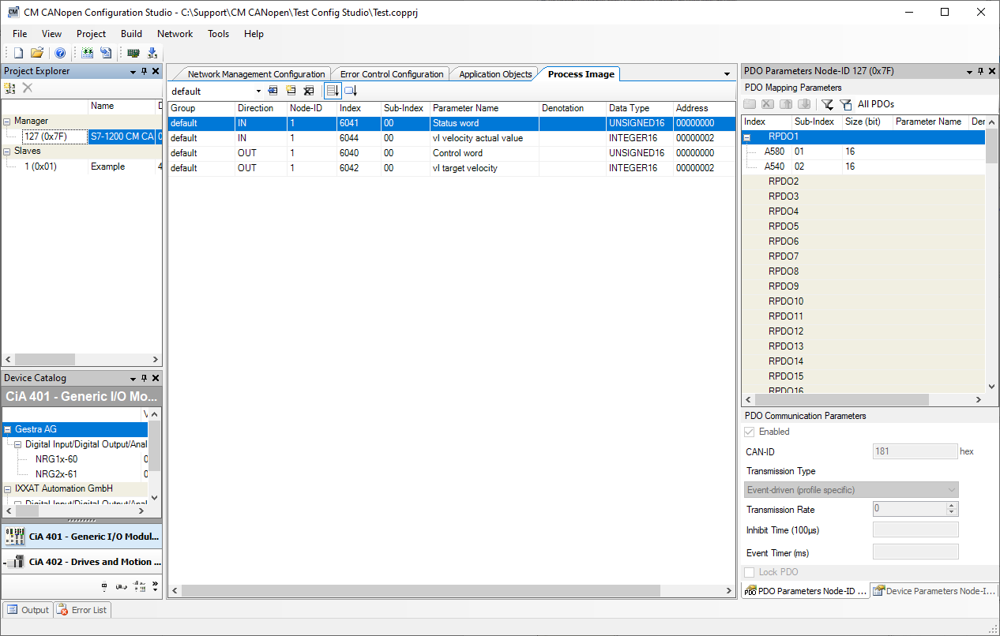 CM CANopen Configuration Studio - C:\Support\CM CANopen\Test Config Studio\Test.copprj
File View Project Build Network Tools Help
Project Explorer
Name
Manager
127 (0x7F) S7-1200 CM CA
Slaves
1 (0x01) Example 4
Device Catalog
CiA 401 - Generic I/O Mo...
Gestra AG
Digital Input/Digital Output/Anal
NRG1x-60 0
NRG2x-61 0
IXXAT Automation GmbH
Digital Input/Digital Output/Anal
CiA 401 - Generic I/O Modul...
CiA 402 - Drives and Motion ...
Output Error List
Network Management Configuration Error Control Configuration Application Objects Process Image
default
Group Direction Node-ID Index Sub-Index Parameter Name Denotation Data Type Address
default IN 1 6041 00 Status word UNSIGNED16 00000000
default IN 1 6044 00 vl velocity actual value INTEGER16 00000002
default OUT 1 6040 00 Control word UNSIGNED16 00000000
default OUT 1 6042 00 vl target velocity INTEGER16 00000002
PDO Parameters Node-ID 127 (0x7F)
PDO Mapping Parameters
All PDOs
Index Sub-Index Size (bit) Parameter Name Der
RPDO1
A580 01 16
A540 02 16
RPDO2
RPDO3
RPDO4
RPDO5
RPDO6
RPDO7
RPDO8
RPDO9
RPDO10
RPDO11
RPDO12
RPDO13
RPDO14
RPDO15
RPDO16
PDO Communication Parameters
Enabled
CAN-ID 181 hex
Transmission Type
Event-driven (profile specific)
Transmission Rate 0
Inhibit Time (100µs)
Event Timer (ms)
Lock PDO
PDO Parameters Node-ID ... Device Parameters Node-I...